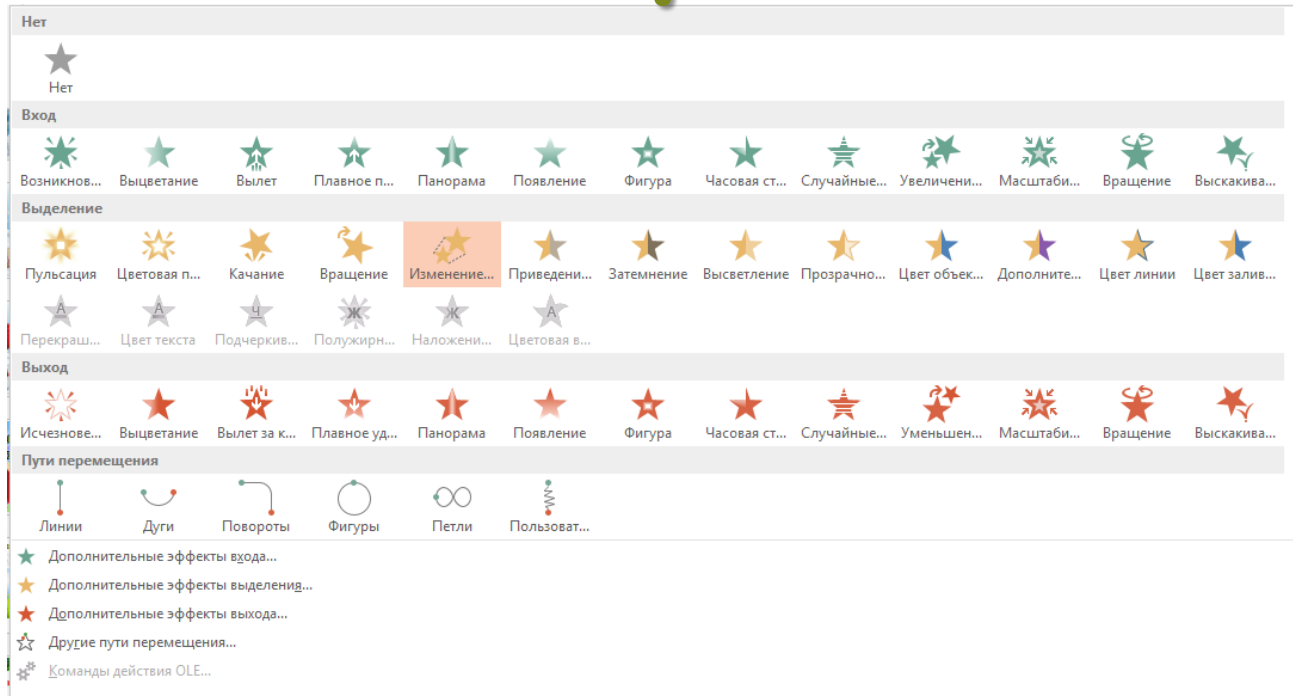 Нет
Нет
Вход
Возникнов... Выцветание Вылет Плавное п... Панорама Появление Фигура Часовая ст... Случайные... Увеличени... Масштаби... Вращение Выскакива...
Выделение
Пульсация Цветовая п... Качание Вращение Изменение... Приведени... Затемнение Высветление Прозрачно... Цвет объек... Дополните... Цвет линии Цвет залив...
Перекраш... Цвет текста Подчеркив... Полужирн... Наложени... Цветовая в...
Выход
Исчезнове... Выцветание Вылет за к... Плавное уд... Панорама Появление Фигура Часовая ст... Случайные... Уменьшен... Масштаби... Вращение Выскакива...
Пути перемещения
Линии Дуги Повороты Фигуры Петли Пользоват...
Дополнительные эффекты входа...
Дополнительные эффекты выделения...
Дополнительные эффекты выхода...
Другие пути перемещения...
Команды действия OLE...